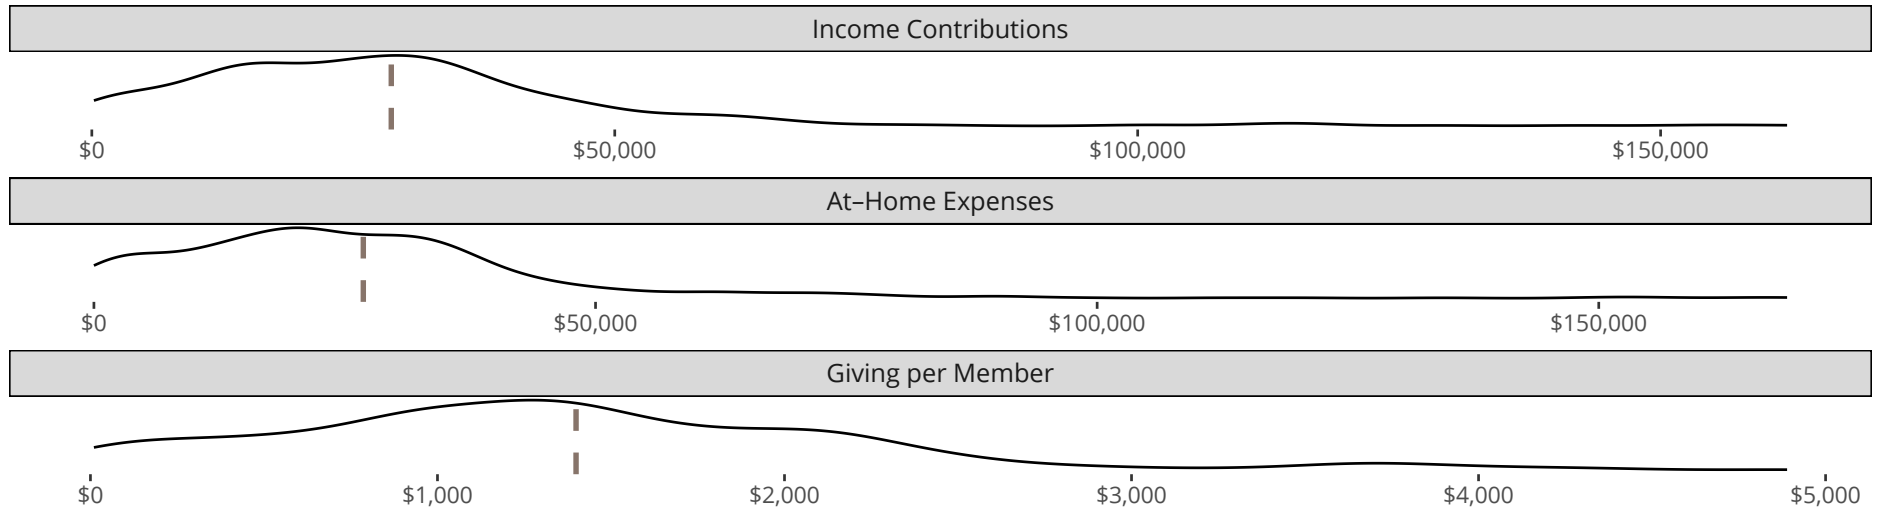 Income Contributions
$0 $50,000 $100,000 $150,000
At–Home Expenses
$0 $50,000 $100,000 $150,000
Giving per Member
$0 $1,000 $2,000 $3,000 $4,000 $5,000